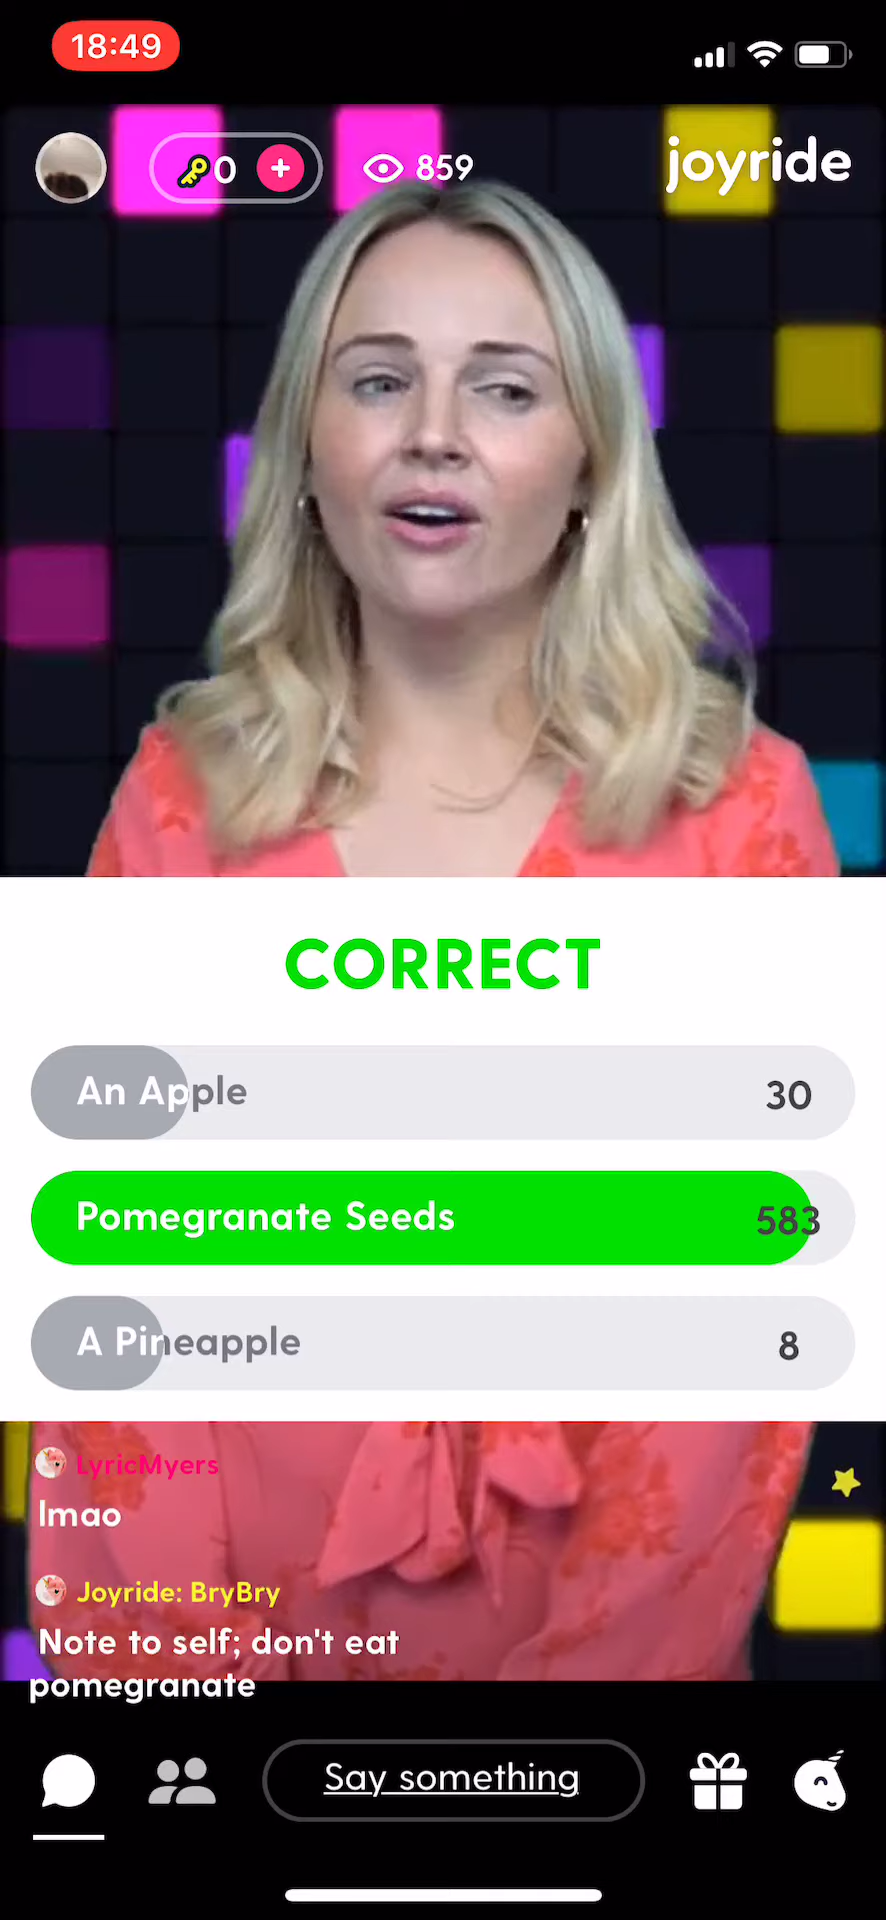 18:49
0 + 859 joyride
CORRECT
An Apple 30
Pomegranate Seeds 583
A Pineapple 8
LyricMyers
lmao
Joyride: BryBry
Note to self; don't eat
pomegranate
Say something